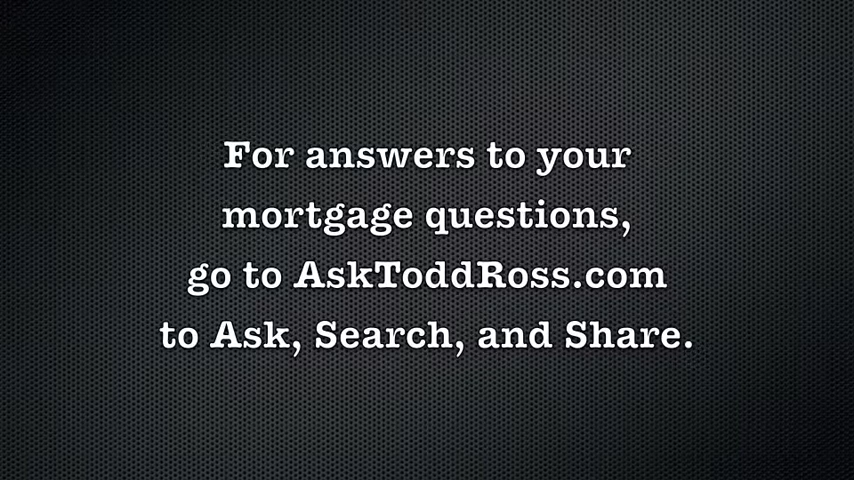 For answers to your
mortgage questions,
go to AskToddRoss.com
to Ask, Search, and Share.